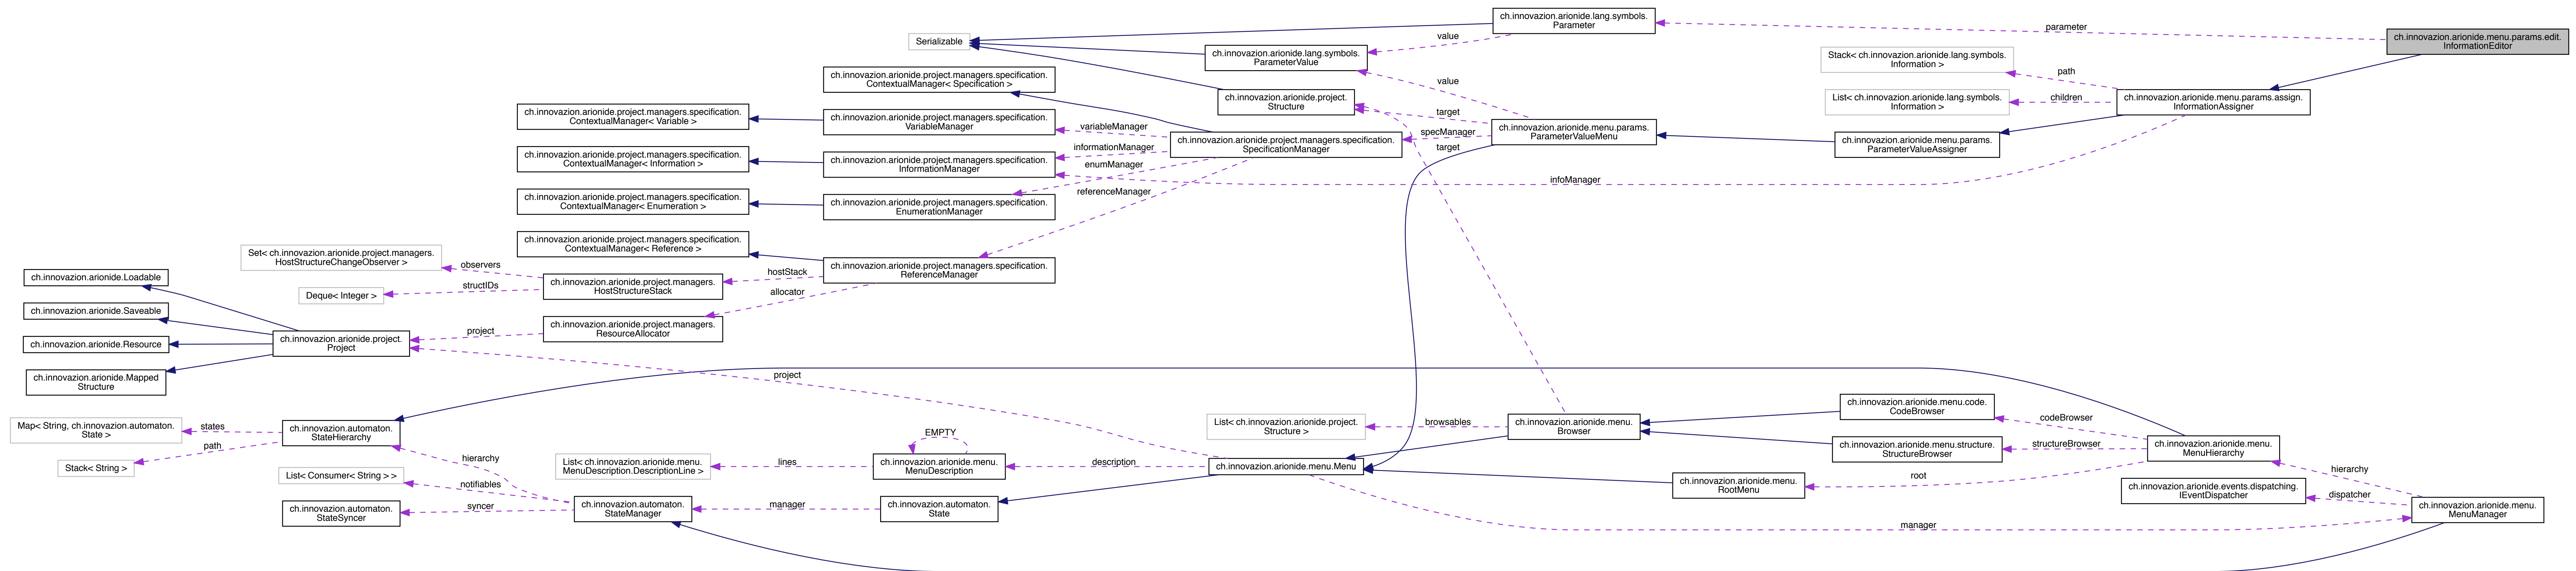 ch.innovazion.arionide.lang.symbols.
Parameter
parameter
ch.innovazion.arionide.menu.params.edit.
InformationEditor
Serializable
value
ch.innovazion.arionide.lang.symbols.
ParameterValue
Stack< ch.innovazion.arionide.lang.symbols.
Information >
path
ch.innovazion.arionide.project.managers.specification.
ContextualManager< Specification >
value
ch.innovazion.arionide.project.
Structure
List< ch.innovazion.arionide.lang.symbols.
Information >
children
ch.innovazion.arionide.menu.params.assign.
InformationAssigner
ch.innovazion.arionide.project.managers.specification.
ContextualManager< Variable >
ch.innovazion.arionide.project.managers.specification.
VariableManager
variableManager
target
specManager
target
ch.innovazion.arionide.menu.params.
ParameterValueMenu
ch.innovazion.arionide.project.managers.specification.
SpecificationManager
ch.innovazion.arionide.menu.params.
ParameterValueAssigner
ch.innovazion.arionide.project.managers.specification.
ContextualManager< Information >
ch.innovazion.arionide.project.managers.specification.
InformationManager
informationManager
enumManager
referenceManager
infoManager
ch.innovazion.arionide.project.managers.specification.
ContextualManager< Enumeration >
ch.innovazion.arionide.project.managers.specification.
EnumerationManager
ch.innovazion.arionide.project.managers.specification.
ContextualManager< Reference >
Set< ch.innovazion.arionide.project.managers.
HostStructureChangeObserver >
observers
ch.innovazion.arionide.project.managers.specification.
ReferenceManager
hostStack
allocator
ch.innovazion.arionide.Loadable
Deque< Integer >
structIDs
ch.innovazion.arionide.project.managers.
HostStructureStack
ch.innovazion.arionide.Saveable
ch.innovazion.arionide.project.managers.
ResourceAllocator
project
ch.innovazion.arionide.Resource
ch.innovazion.arionide.project.
Project
ch.innovazion.arionide.Mapped
Structure
project
Map< String, ch.innovazion.automaton.
State >
states
path
ch.innovazion.automaton.
StateHierarchy
Stack< String >
hierarchy
EMPTY
List< ch.innovazion.arionide.project.
Structure >
browsables
ch.innovazion.arionide.menu.
Browser
ch.innovazion.arionide.menu.code.
CodeBrowser
codeBrowser
ch.innovazion.arionide.menu.structure.
StructureBrowser
structureBrowser
ch.innovazion.arionide.menu.
MenuHierarchy
List< ch.innovazion.arionide.menu.
MenuDescription.DescriptionLine >
lines
ch.innovazion.arionide.menu.
MenuDescription
description
ch.innovazion.arionide.menu.Menu
List< Consumer< String > >
notifiables
ch.innovazion.arionide.menu.
RootMenu
root
hierarchy
ch.innovazion.automaton.
StateSyncer
syncer
ch.innovazion.automaton.
StateManager
manager
ch.innovazion.automaton.
State
ch.innovazion.arionide.events.dispatching.
IEventDispatcher
dispatcher
ch.innovazion.arionide.menu.
MenuManager
manager